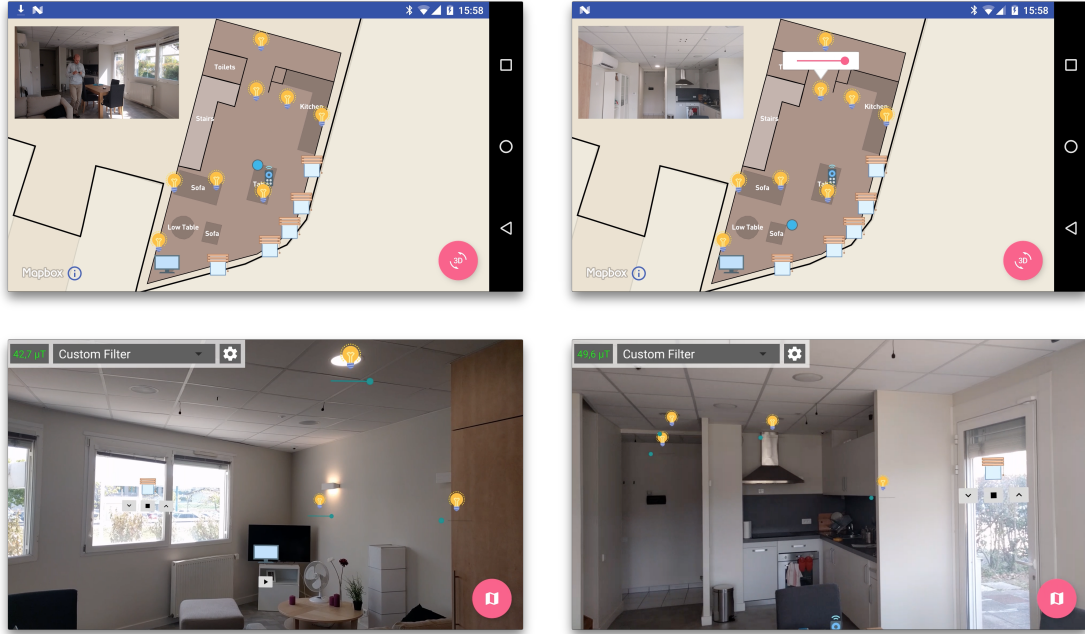 15:58
Toilets
Kitchen
Stairs
Sofa
Low Table
Sofa
Mapbox
3D
15:58
Kitchen
Stairs
Sofa
Low Table
Sofa
Mapbox
3D
42,7 µT Custom Filter
49,6 µT Custom Filter